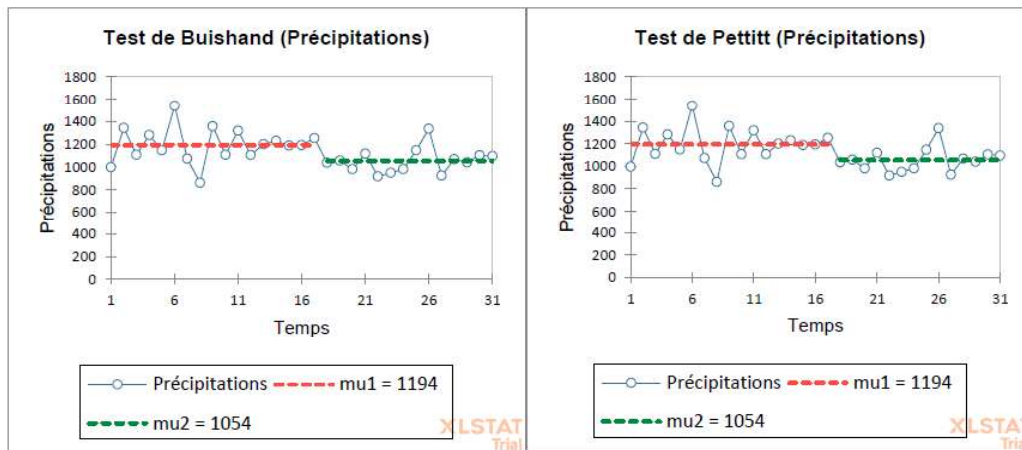 Test de Buishand (Précipitations)
Précipitations
1800
1600
1400
1200
1000
800
600
400
200
0
1 6 11 16 21 26 31
Temps
Précipitations mu1 = 1194
mu2 = 1054
XLSTAT
Trial
Test de Pettitt (Précipitations)
Précipitations
1800
1600
1400
1200
1000
800
600
400
200
0
1 6 11 16 21 26 31
Temps
Précipitations mu1 = 1194
mu2 = 1054
XLSTAT
Trial